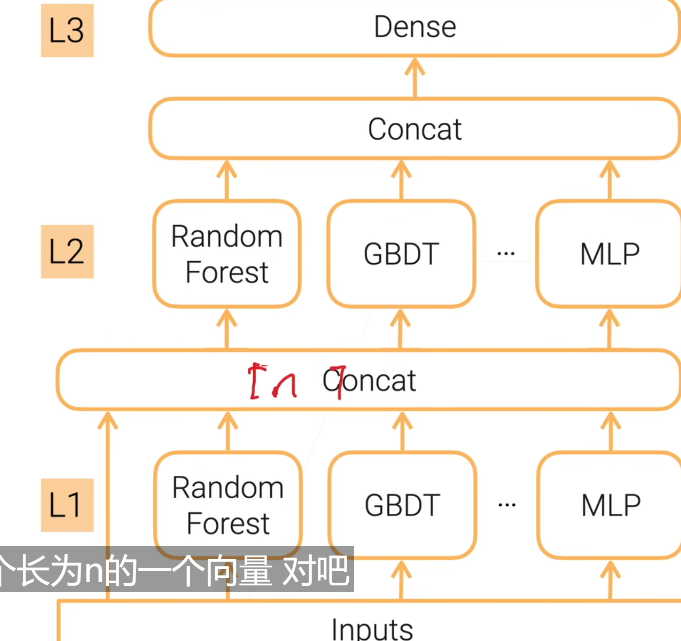 L3
Dense
Concat
L2
Random
Forest
GBDT
...
MLP
[n ]
Concat
L1
Random
Forest
GBDT
...
MLP
个长为n的一个向量 对吧
Inputs